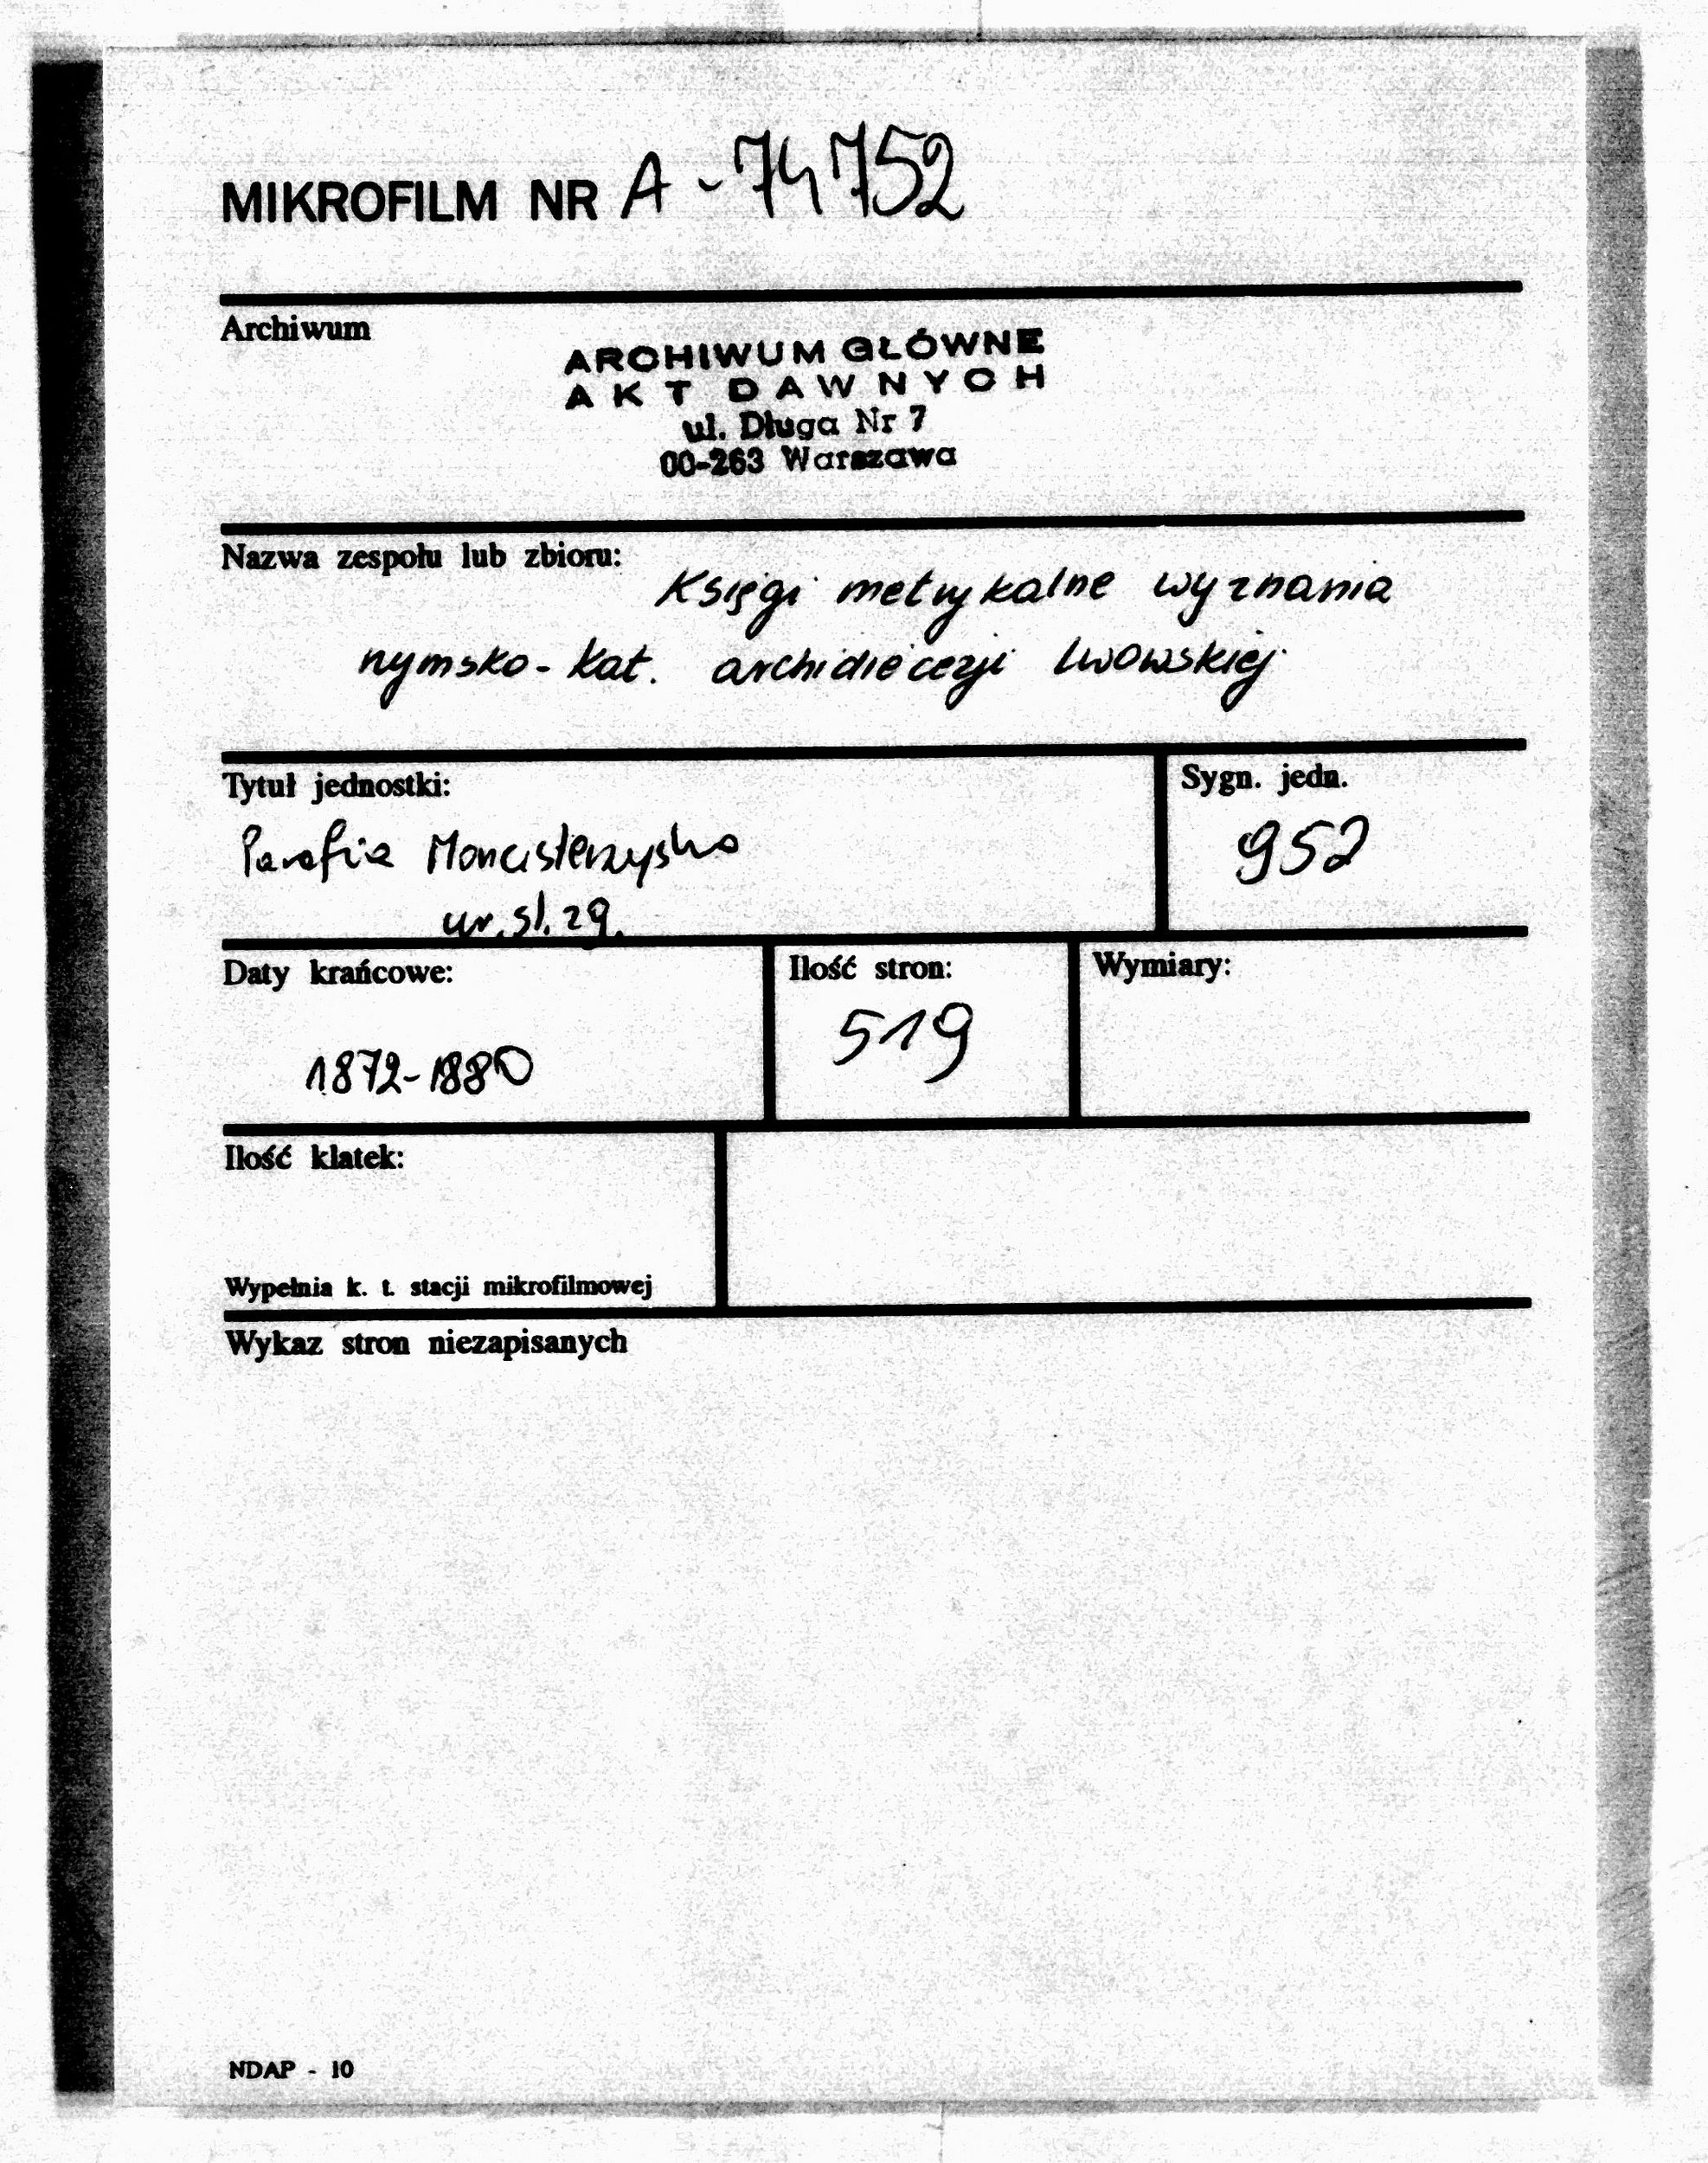 MIKROFILM NR A-74752
Archiwum
ARCHIWUM GŁÓWNE
AKT DAWNYCH
ul. Długa Nr 7
00-263 Warszawa
Nazwa zespołu lub zbioru:
Księgi metrykalne wyznania
rzymsko-kat. archidiecezji lwowskiej
Tytuł jednostki:
Sygn. jedn.
Parafia Monasterzyska
952
ur. śl. zg.
Daty krańcowe:
Ilość stron:
Wymiary:
519
1872-1880
Ilość klatek:
Wypełnia k. t. stacji mikrofilmowej
Wykaz stron niezapisanych
NDAP - 10